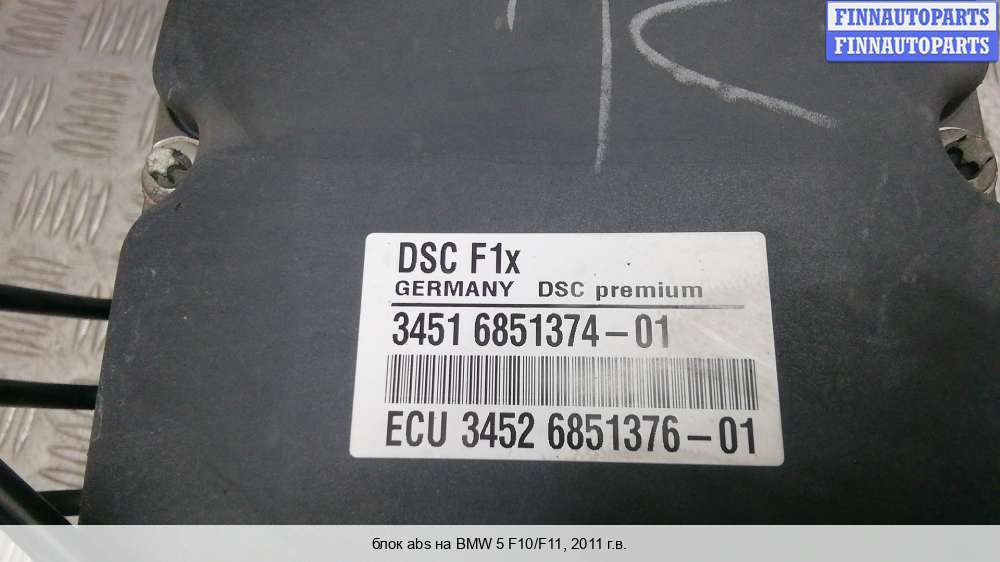 FINNAUTOPARTS
FINNAUTOPARTS
DSC F1x
GERMANY DSC premium
3451 6851374-01
ECU 3452 6851376-01
блок abs на BMW 5 F10/F11, 2011 г.в.